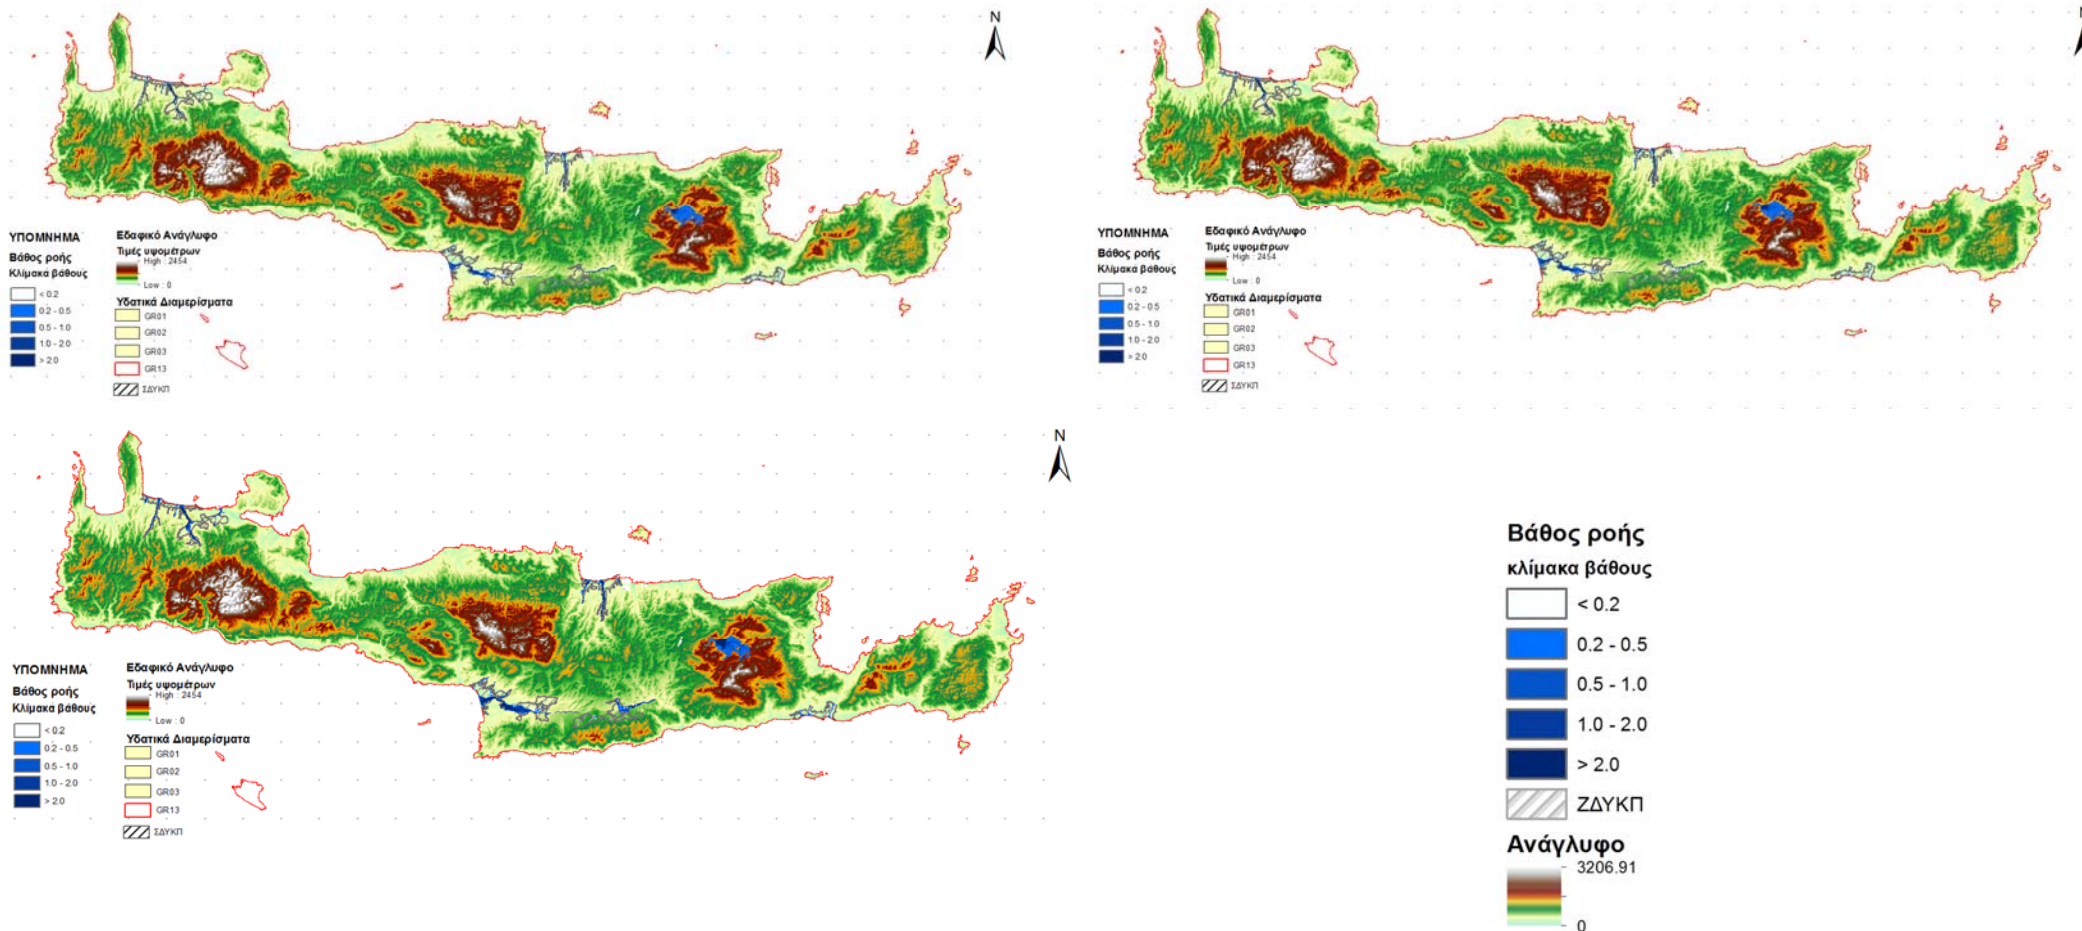 N
ΥΠΟΜΝΗΜΑ
Βάθος ροής
Κλίμακα βάθους
< 0.2
0.2 - 0.5
0.5 - 1.0
1.0 - 2.0
> 2.0
Εδαφικό Ανάγλυφο
Τιμές υψομέτρων
High : 2454
Low : 0
Υδατικά Διαμερίσματα
GR01
GR02
GR03
GR13
ΣΔΥΚΠ
ΥΠΟΜΝΗΜΑ
Βάθος ροής
Κλίμακα βάθους
< 0.2
0.2 - 0.5
0.5 - 1.0
1.0 - 2.0
> 2.0
Εδαφικό Ανάγλυφο
Τιμές υψομέτρων
High : 2454
Low : 0
Υδατικά Διαμερίσματα
GR01
GR02
GR03
GR13
ΣΔΥΚΠ
N
ΥΠΟΜΝΗΜΑ
Βάθος ροής
Κλίμακα βάθους
< 0.2
0.2 - 0.5
0.5 - 1.0
1.0 - 2.0
> 2.0
Εδαφικό Ανάγλυφο
Τιμές υψομέτρων
High : 2454
Low : 0
Υδατικά Διαμερίσματα
GR01
GR02
GR03
GR13
ΣΔΥΚΠ
Βάθος ροής
κλίμακα βάθους
< 0.2
0.2 - 0.5
0.5 - 1.0
1.0 - 2.0
> 2.0
ΖΔΥΚΠ
Ανάγλυφο
3206.91
0